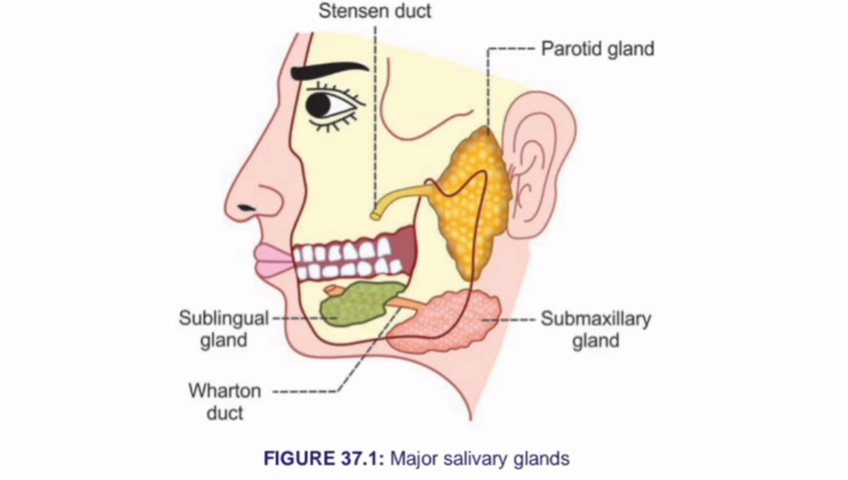 Stensen duct
Parotid gland
Sublingual
gland
Submaxillary
gland
Wharton
duct
FIGURE 37.1: Major salivary glands